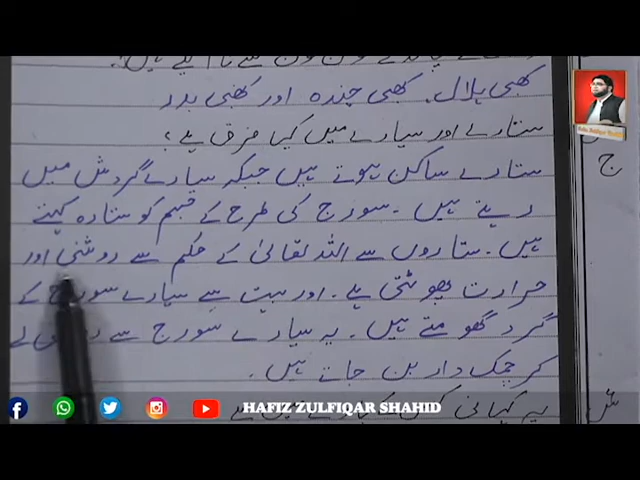 کبھی ہلال، کبھی چندہ اور کبھی بدر
ستارے اور سیارے میں کیا فرق ہے؟
ج
ستارے ساکن ہوتے ہیں جبکہ سیارے گردش میں
رہتے ہیں۔ سورج کی طرح کے جسم کو ستارہ کہتے
ہیں۔ ستاروں سے اللہ تعالیٰ کے حکم سے روشنی اور
حرارت پھوٹتی ہے۔ اور بہت سے سیارے سورج کے
گرد گھومتے ہیں۔ یہ سیارے سورج سے لے
کر چمک دار بن جاتے ہیں۔
س
یہ کہانی
HAFIZ ZULFIQAR SHAHID